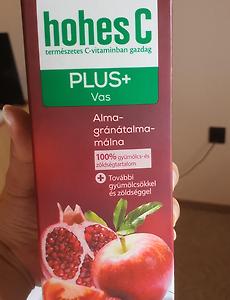 hohes C
természetes C-vitaminban gazdag
PLUS+
Vas
Alma-
gránátalma-
málna
100% gyümölcs- és
zöldségtartalom
+ További
gyümölcsökkel
és zöldséggel